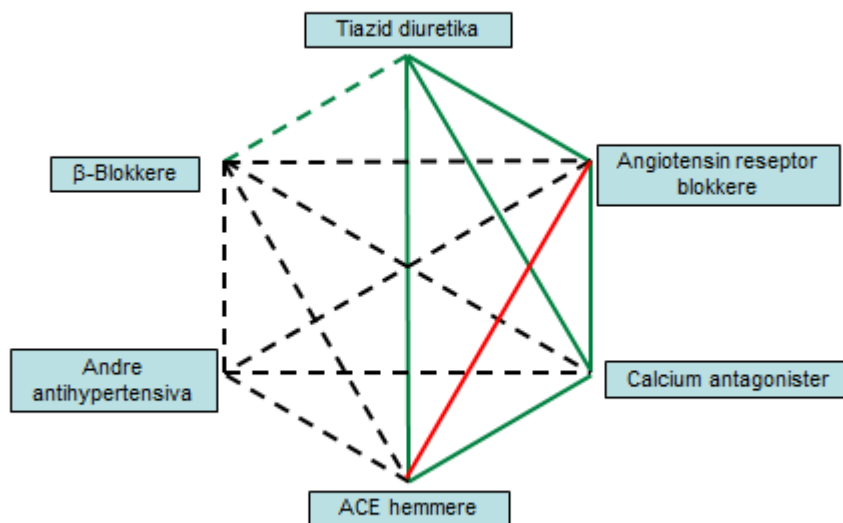 Tiazid diuretika
β-Blokkere
Angiotensin reseptor
blokkere
Andre
antihypertensiva
Calcium antagonister
ACE hemmere